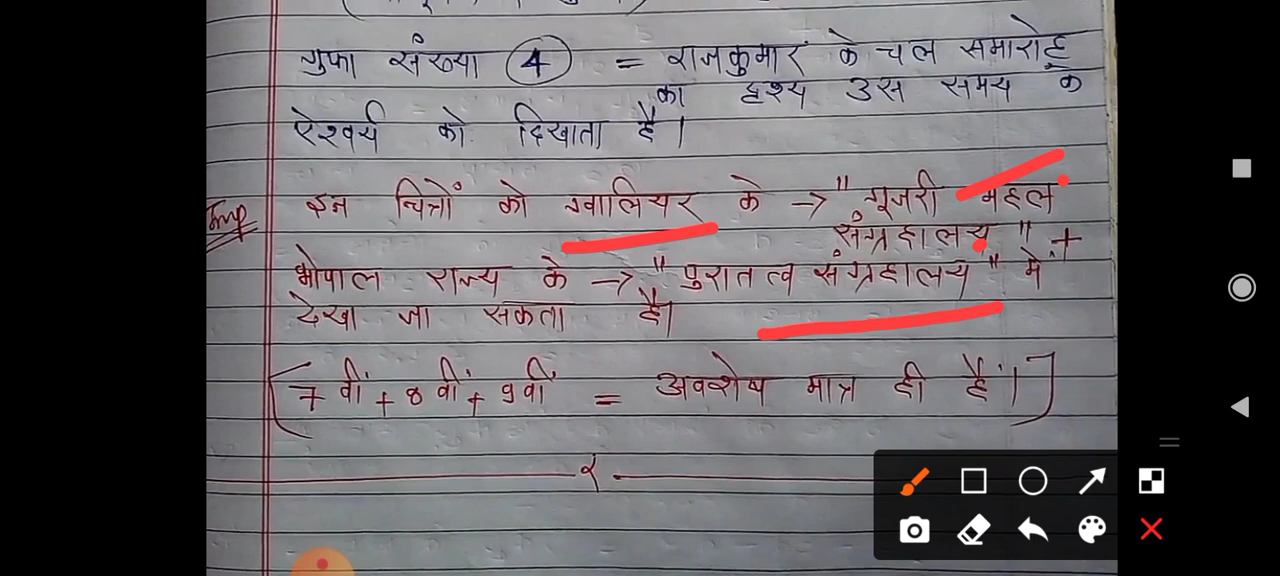 गुफा संख्या 4 = राजकुमार के चल समारोह
का दृश्य उस समय के
ऐश्वर्य को दिखाता है।
Imp
इन चित्रों को ग्वालियर के → "गूजरी महल
संग्रहालय" +
भोपाल राज्य के → "पुरातत्व संग्रहालय" में
देखा जा सकता है।
[7 वीं + 8 वीं + 9 वीं = अवशेष मात्र ही हैं।]